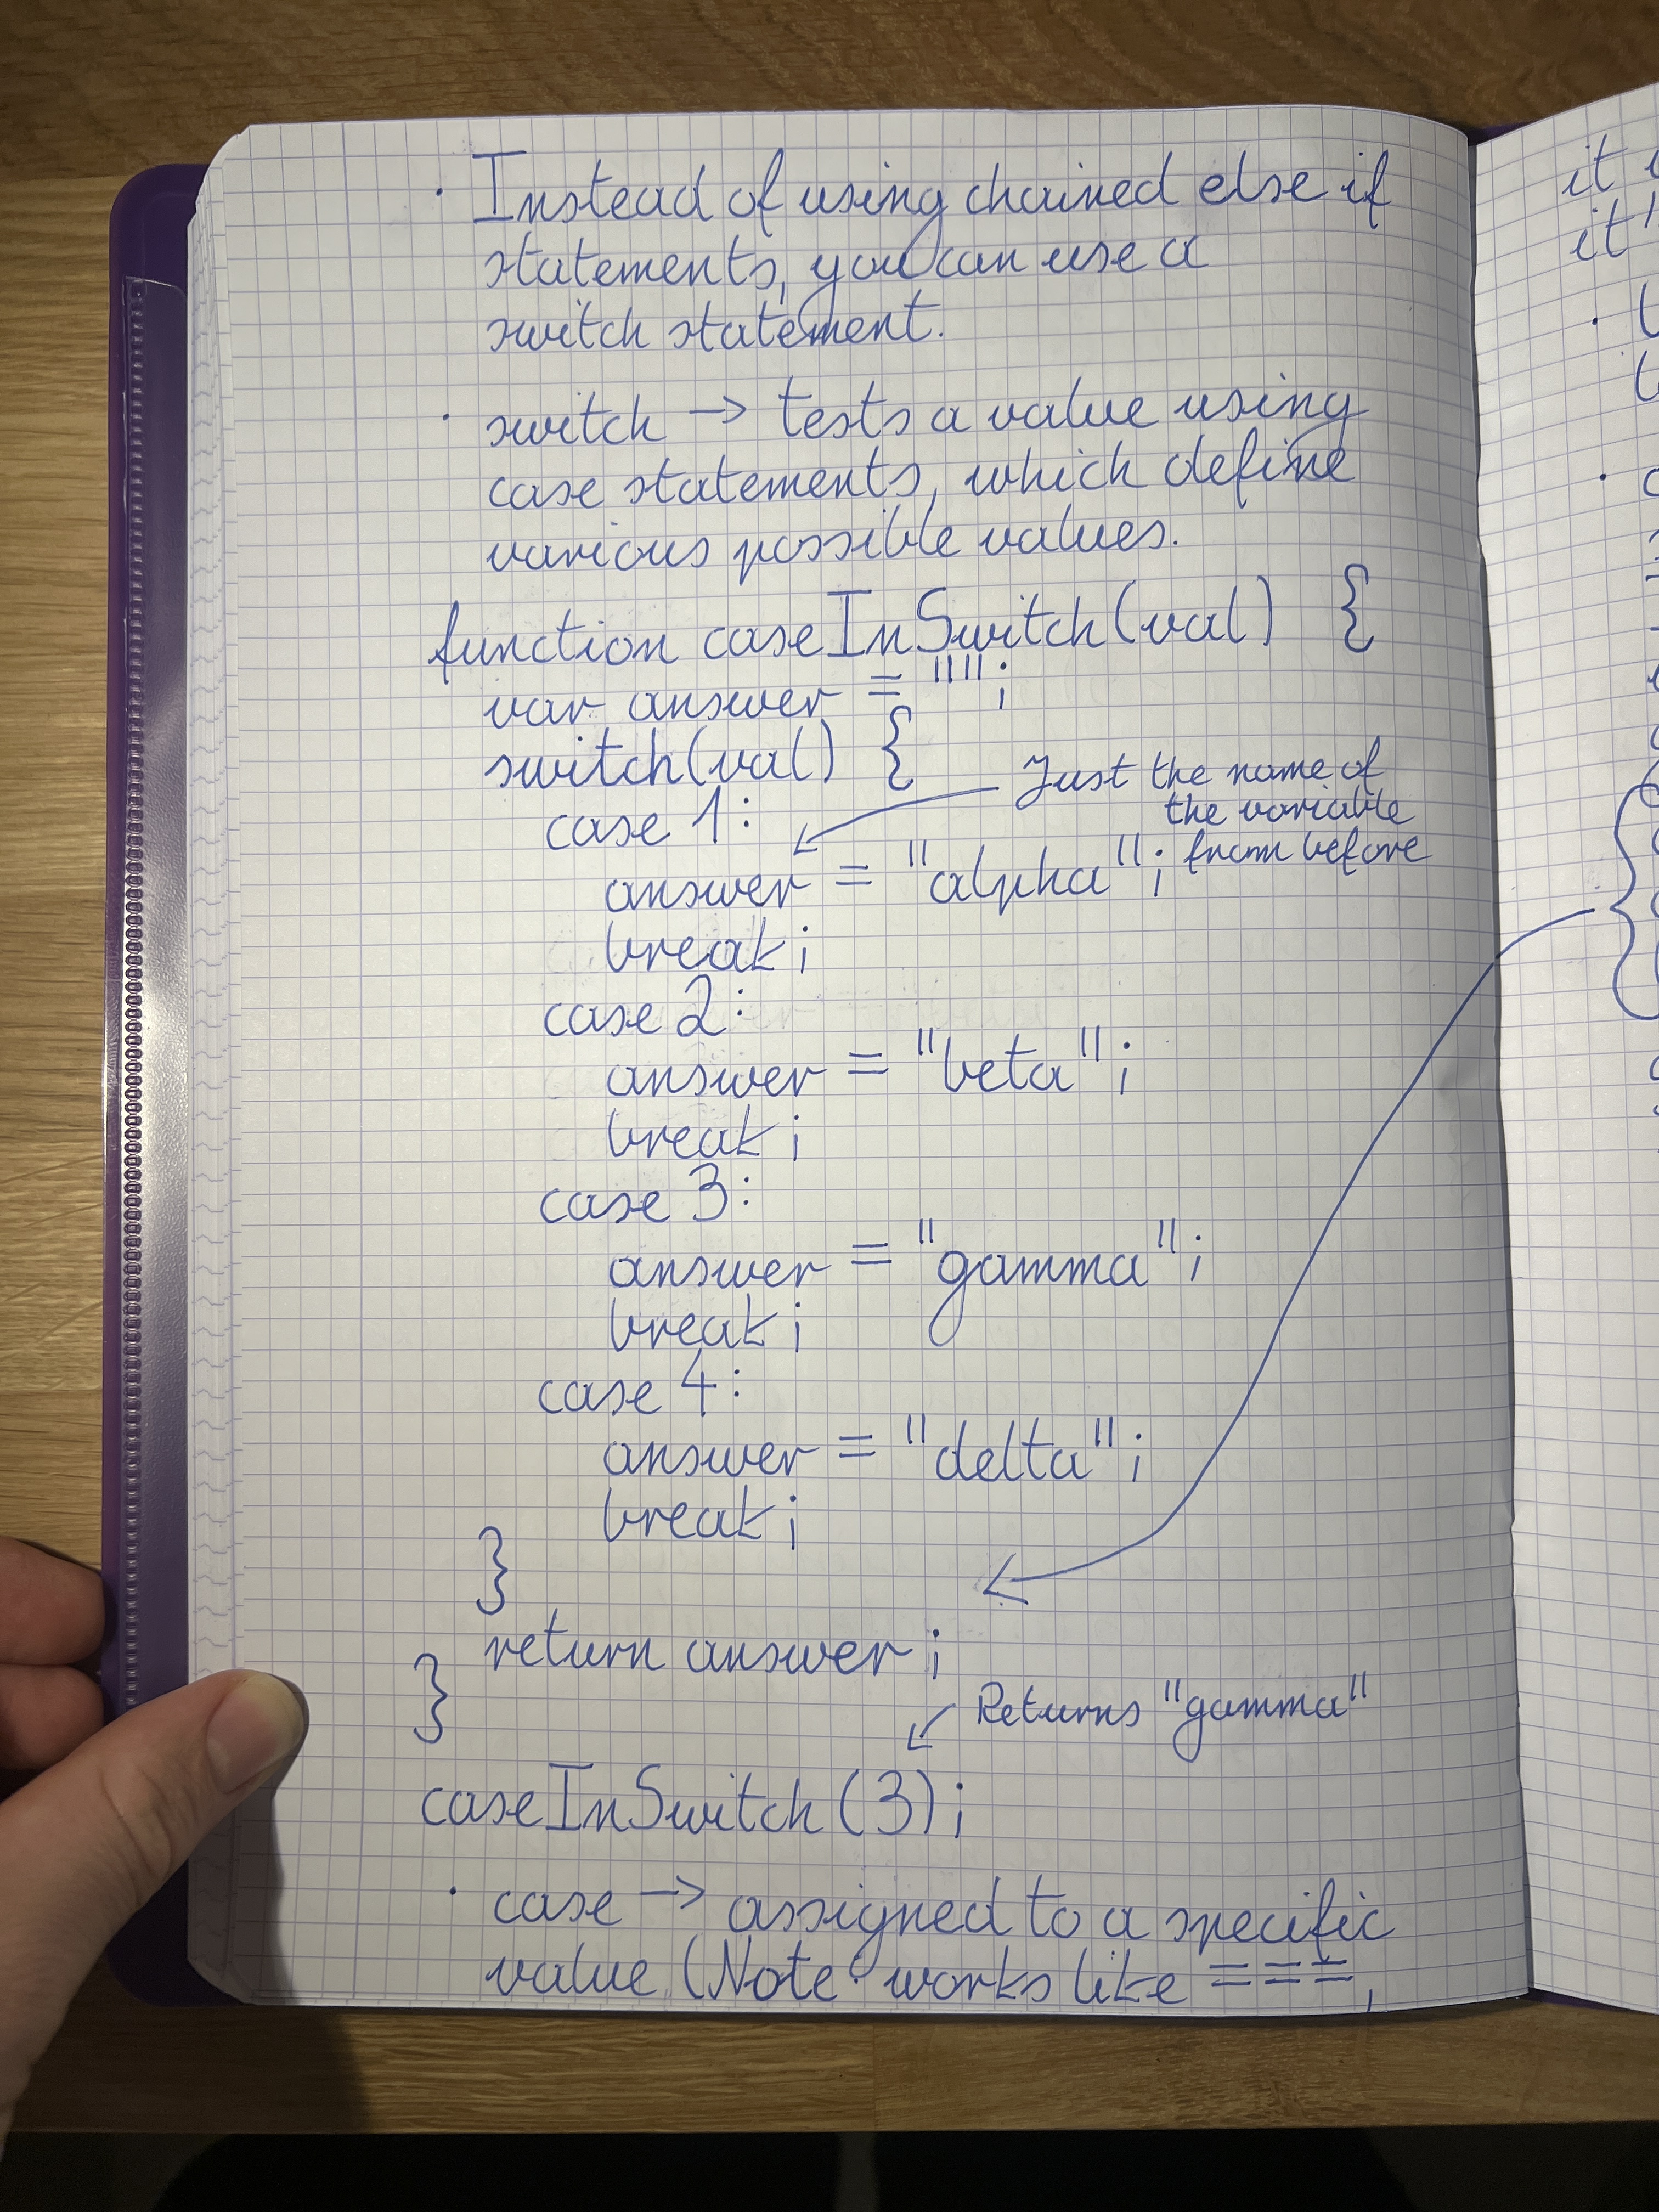 · Instead of using chained else if
statements, you can use a
switch statement.
· switch → tests a value using
case statements, which define
various possible values.
function caseInSwitch(val) {
var answer = "";
switch(val) {
Just the name of
the variable
from before
case 1:
answer = "alpha";
break;
case 2:
answer = "beta";
break;
case 3:
answer = "gamma";
break;
case 4:
answer = "delta";
break;
}
return answer;
}
Returns "gamma"
caseInSwitch(3);
· case → assigned to a specific
value (Note: works like ===,
it
it'